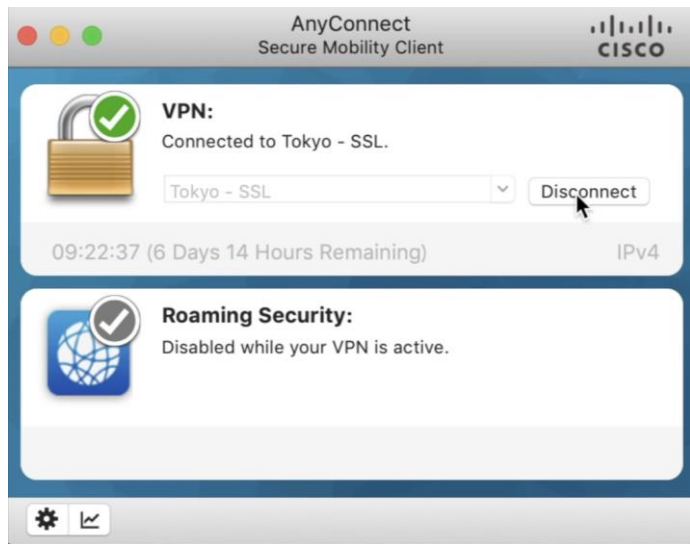 AnyConnect
Secure Mobility Client
CISCO
VPN:
Connected to Tokyo - SSL.
Tokyo - SSL
Disconnect
09:22:37 (6 Days 14 Hours Remaining)
IPv4
Roaming Security:
Disabled while your VPN is active.